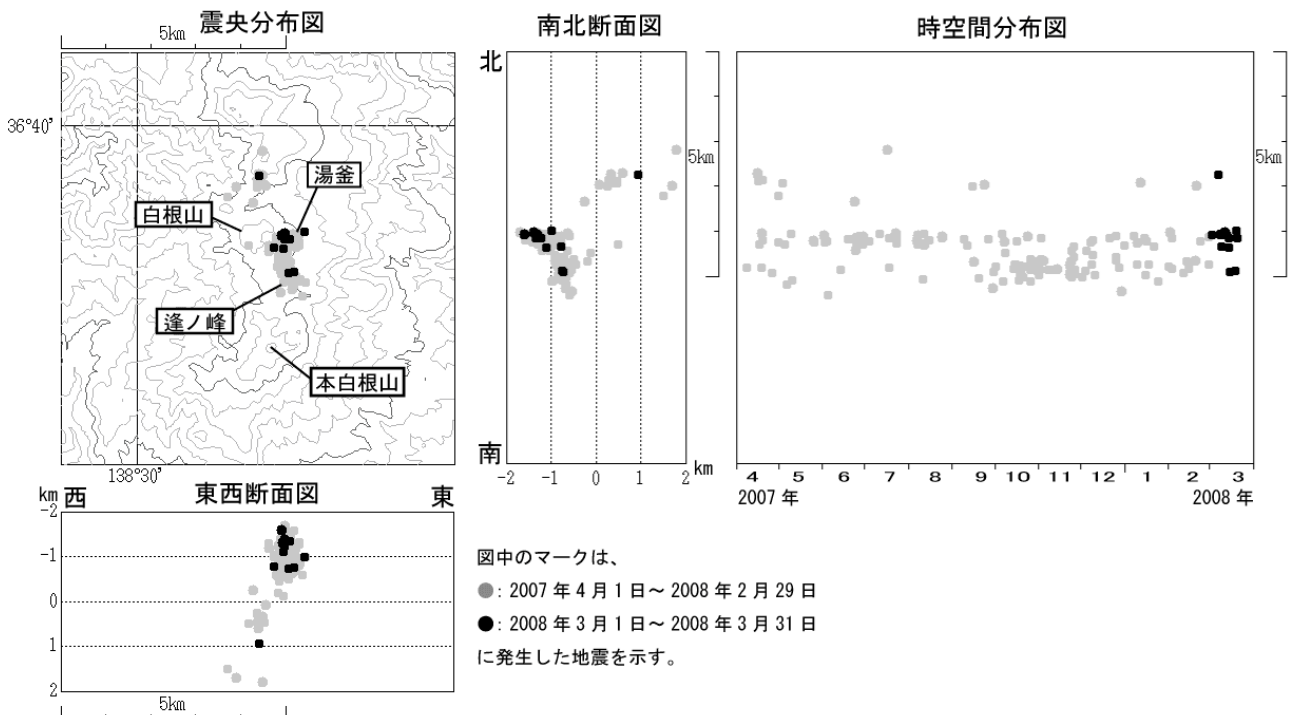 震央分布図
5km
36°40'
138°30'
湯釜
白根山
逢ノ峰
本白根山
南北断面図
北
南
-2 -1 0 1 2 km
5km
時空間分布図
5km
4 5 6 7 8 9 10 11 12 1 2 3
2007 年 2008 年
東西断面図
km 西 東
-2
-1
0
1
2
5km
図中のマークは、
●: 2007 年 4 月 1 日～ 2008 年 2 月 29 日
●: 2008 年 3 月 1 日～ 2008 年 3 月 31 日
に発生した地震を示す。